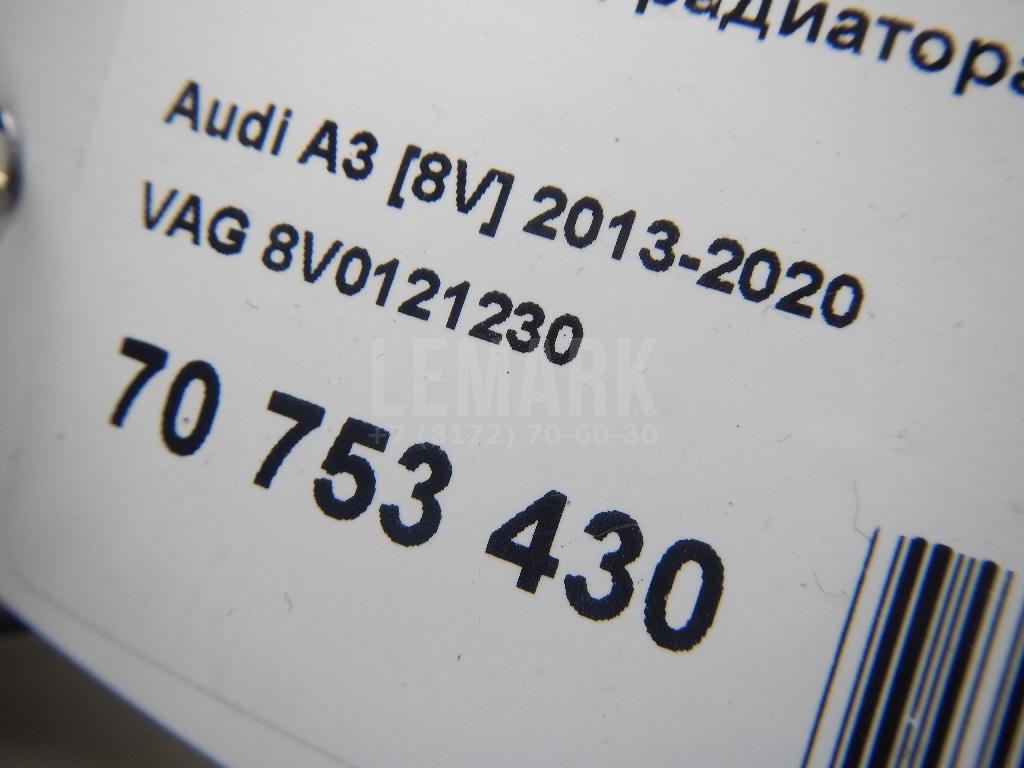 радиатора
Audi A3 [8V] 2013-2020
VAG 8V0121230
70 753 430
LEMARK
+7 (8172) 70-60-30